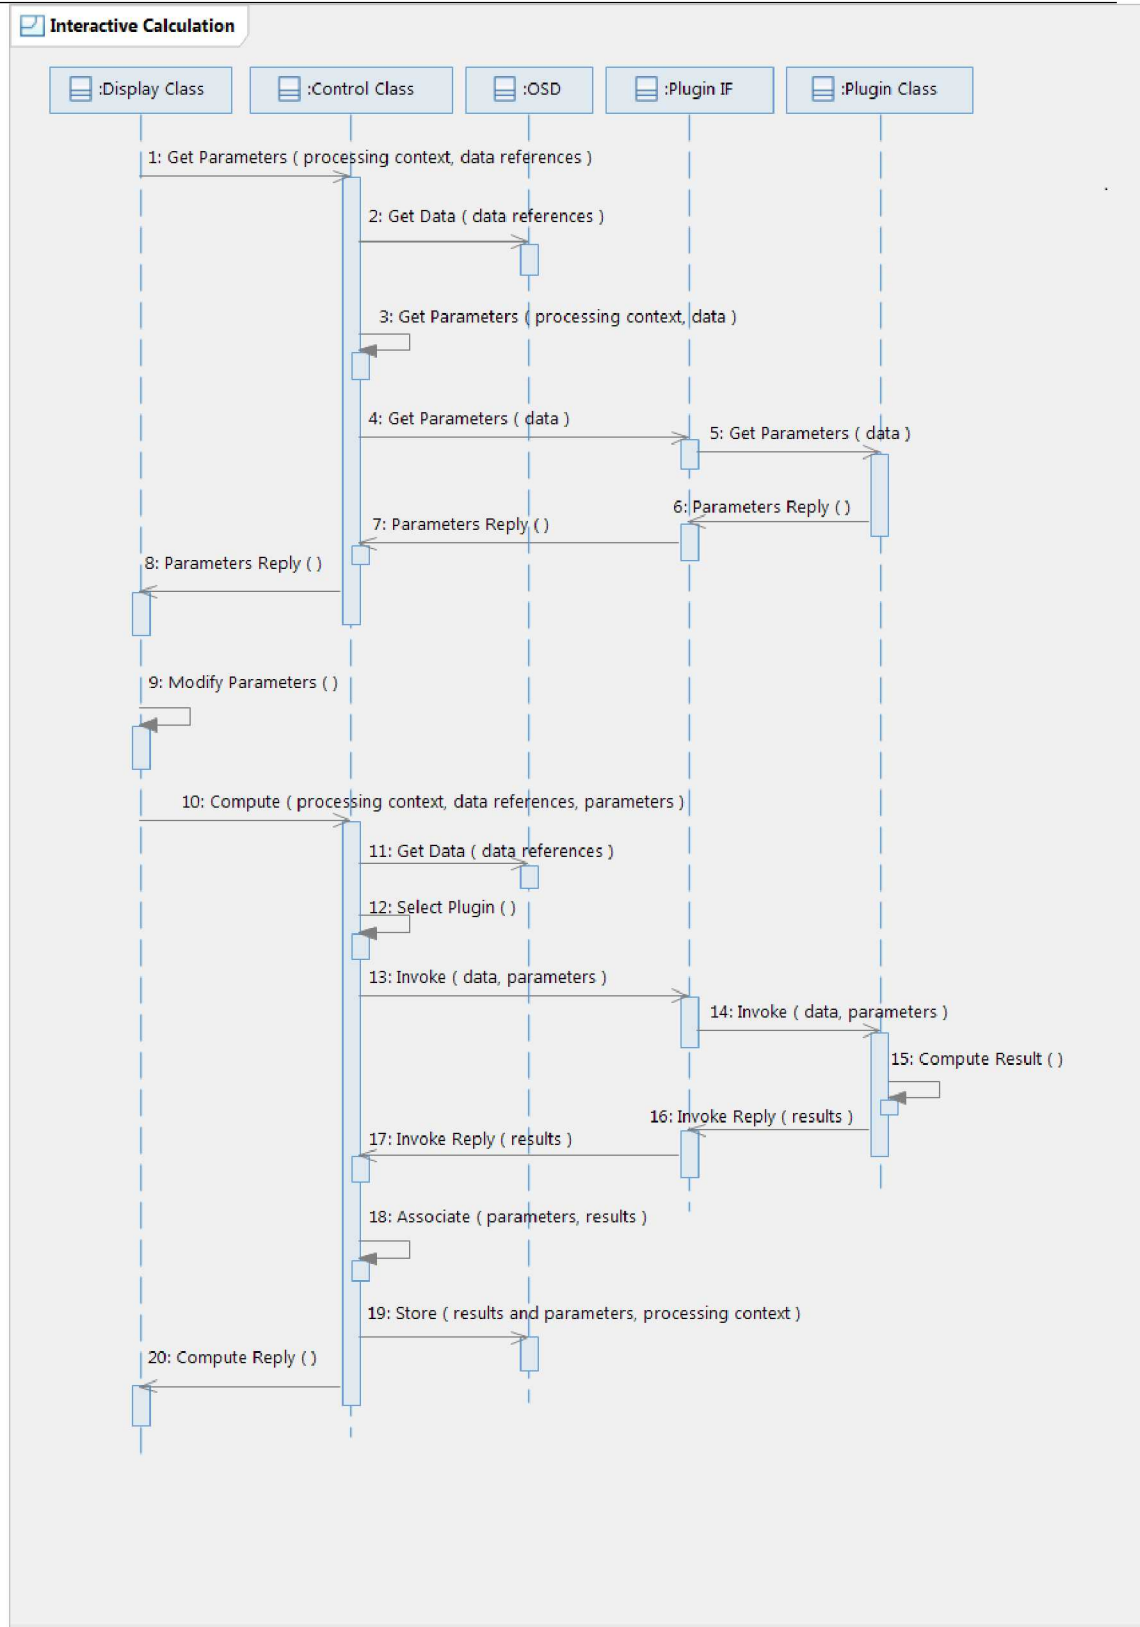 Interactive Calculation
:Display Class
:Control Class
:OSD
:Plugin IF
:Plugin Class
1: Get Parameters ( processing context, data references )
2: Get Data ( data references )
3: Get Parameters ( processing context, data )
4: Get Parameters ( data )
5: Get Parameters ( data )
6: Parameters Reply ( )
7: Parameters Reply ( )
8: Parameters Reply ( )
9: Modify Parameters ( )
10: Compute ( processing context, data references, parameters )
11: Get Data ( data references )
12: Select Plugin ( )
13: Invoke ( data, parameters )
14: Invoke ( data, parameters )
15: Compute Result ( )
16: Invoke Reply ( results )
17: Invoke Reply ( results )
18: Associate ( parameters, results )
19: Store ( results and parameters, processing context )
20: Compute Reply ( )